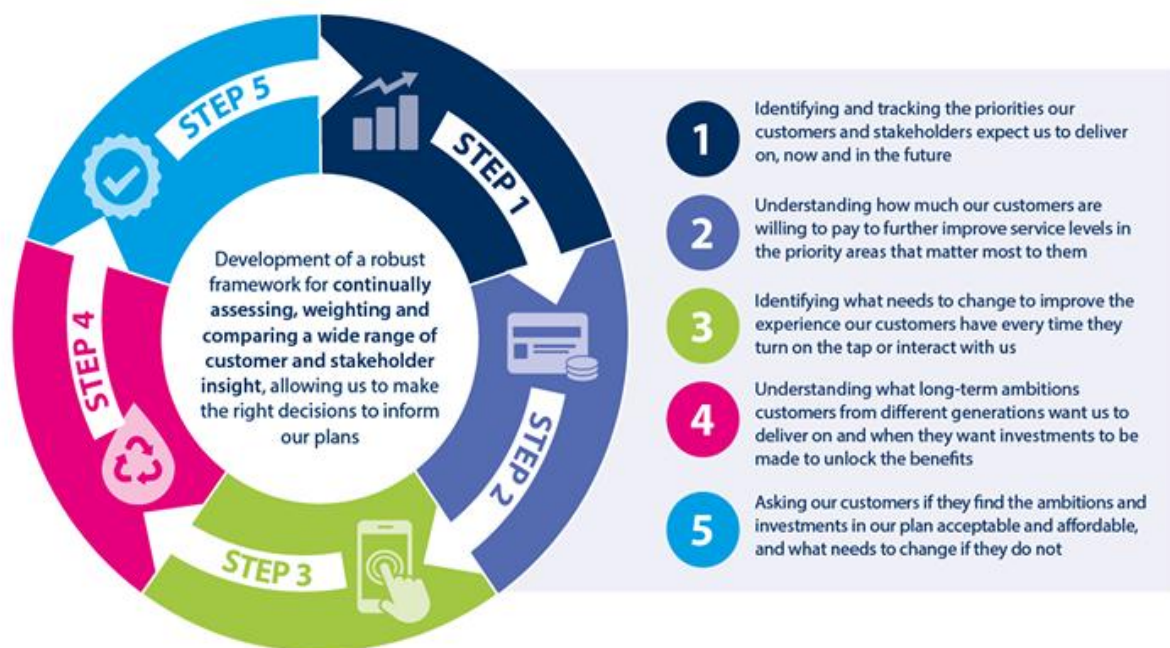 STEP 1
STEP 2
STEP 3
STEP 4
STEP 5
Development of a robust
framework for continually
assessing, weighting and
comparing a wide range of
customer and stakeholder
insight, allowing us to make
the right decisions to inform
our plans
1
Identifying and tracking the priorities our
customers and stakeholders expect us to deliver
on, now and in the future
2
Understanding how much our customers are
willing to pay to further improve service levels in
the priority areas that matter most to them
3
Identifying what needs to change to improve the
experience our customers have every time they
turn on the tap or interact with us
4
Understanding what long-term ambitions
customers from different generations want us to
deliver on and when they want investments to be
made to unlock the benefits
5
Asking our customers if they find the ambitions and
investments in our plan acceptable and affordable,
and what needs to change if they do not